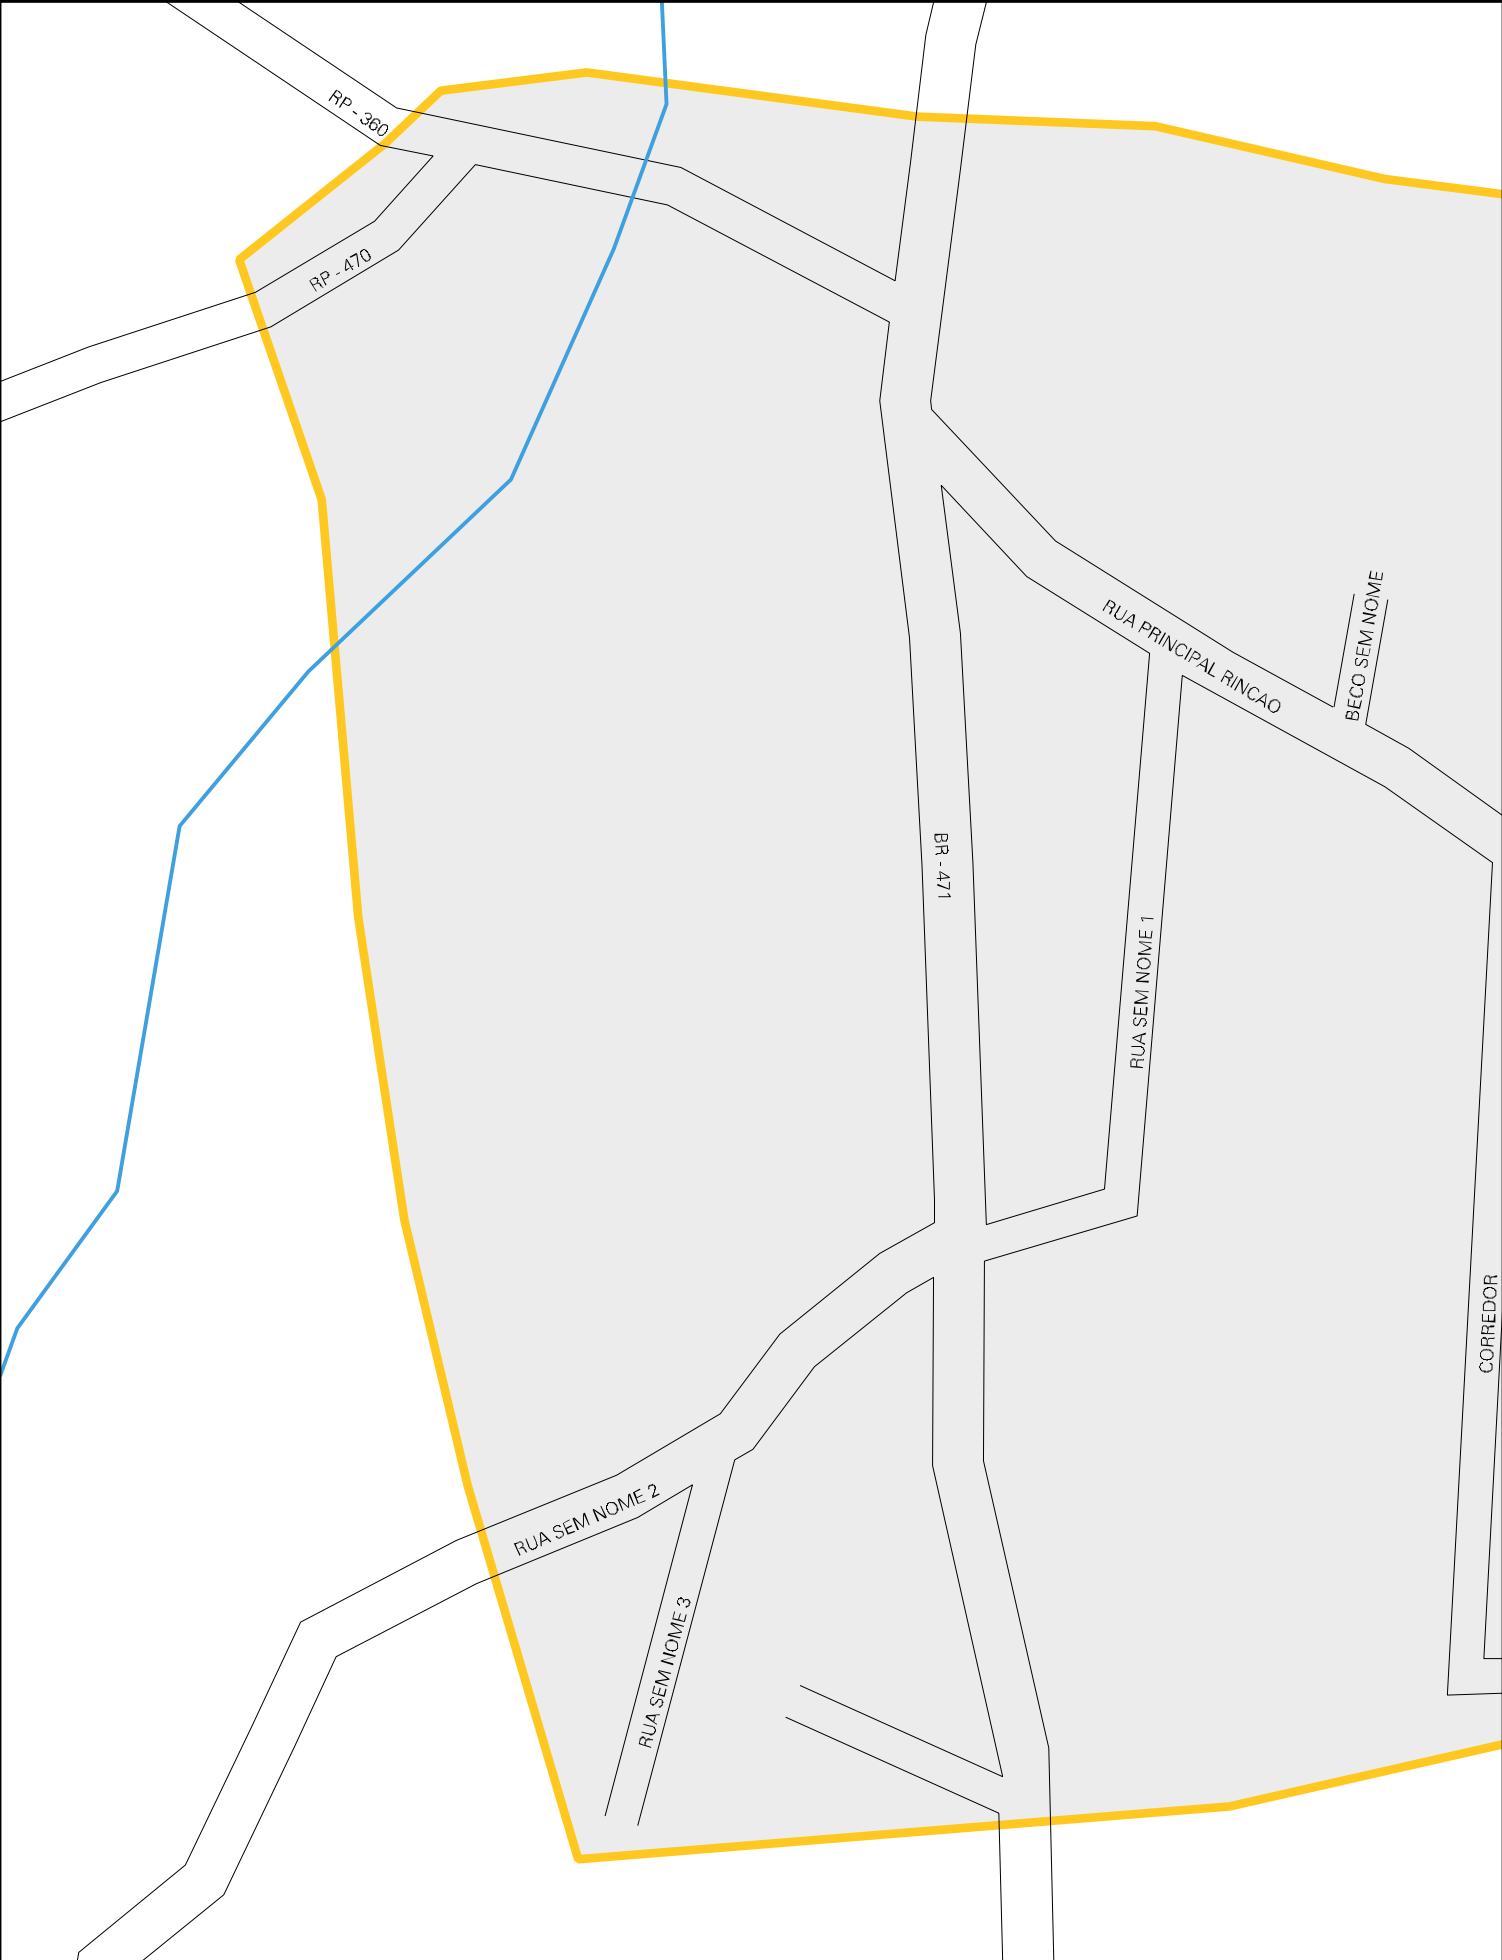 RP - 360
RP - 470
BECO SEM NOME
RUA PRINCIPAL RINCAO
BR - 471
RUA SEM NOME 1
CORREDOR
RUA SEM NOME 2
RUA SEM NOME 3